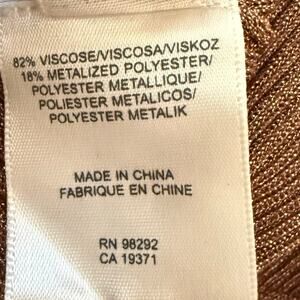 82% VISCOSE/VISCOSA/VISKOZ
18% METALIZED POLYESTER/
POLYESTER METALLIQUE/
POLIESTER METALICOS/
POLYESTER METALIK
MADE IN CHINA
FABRIQUE EN CHINE
RN 98292
CA 19371